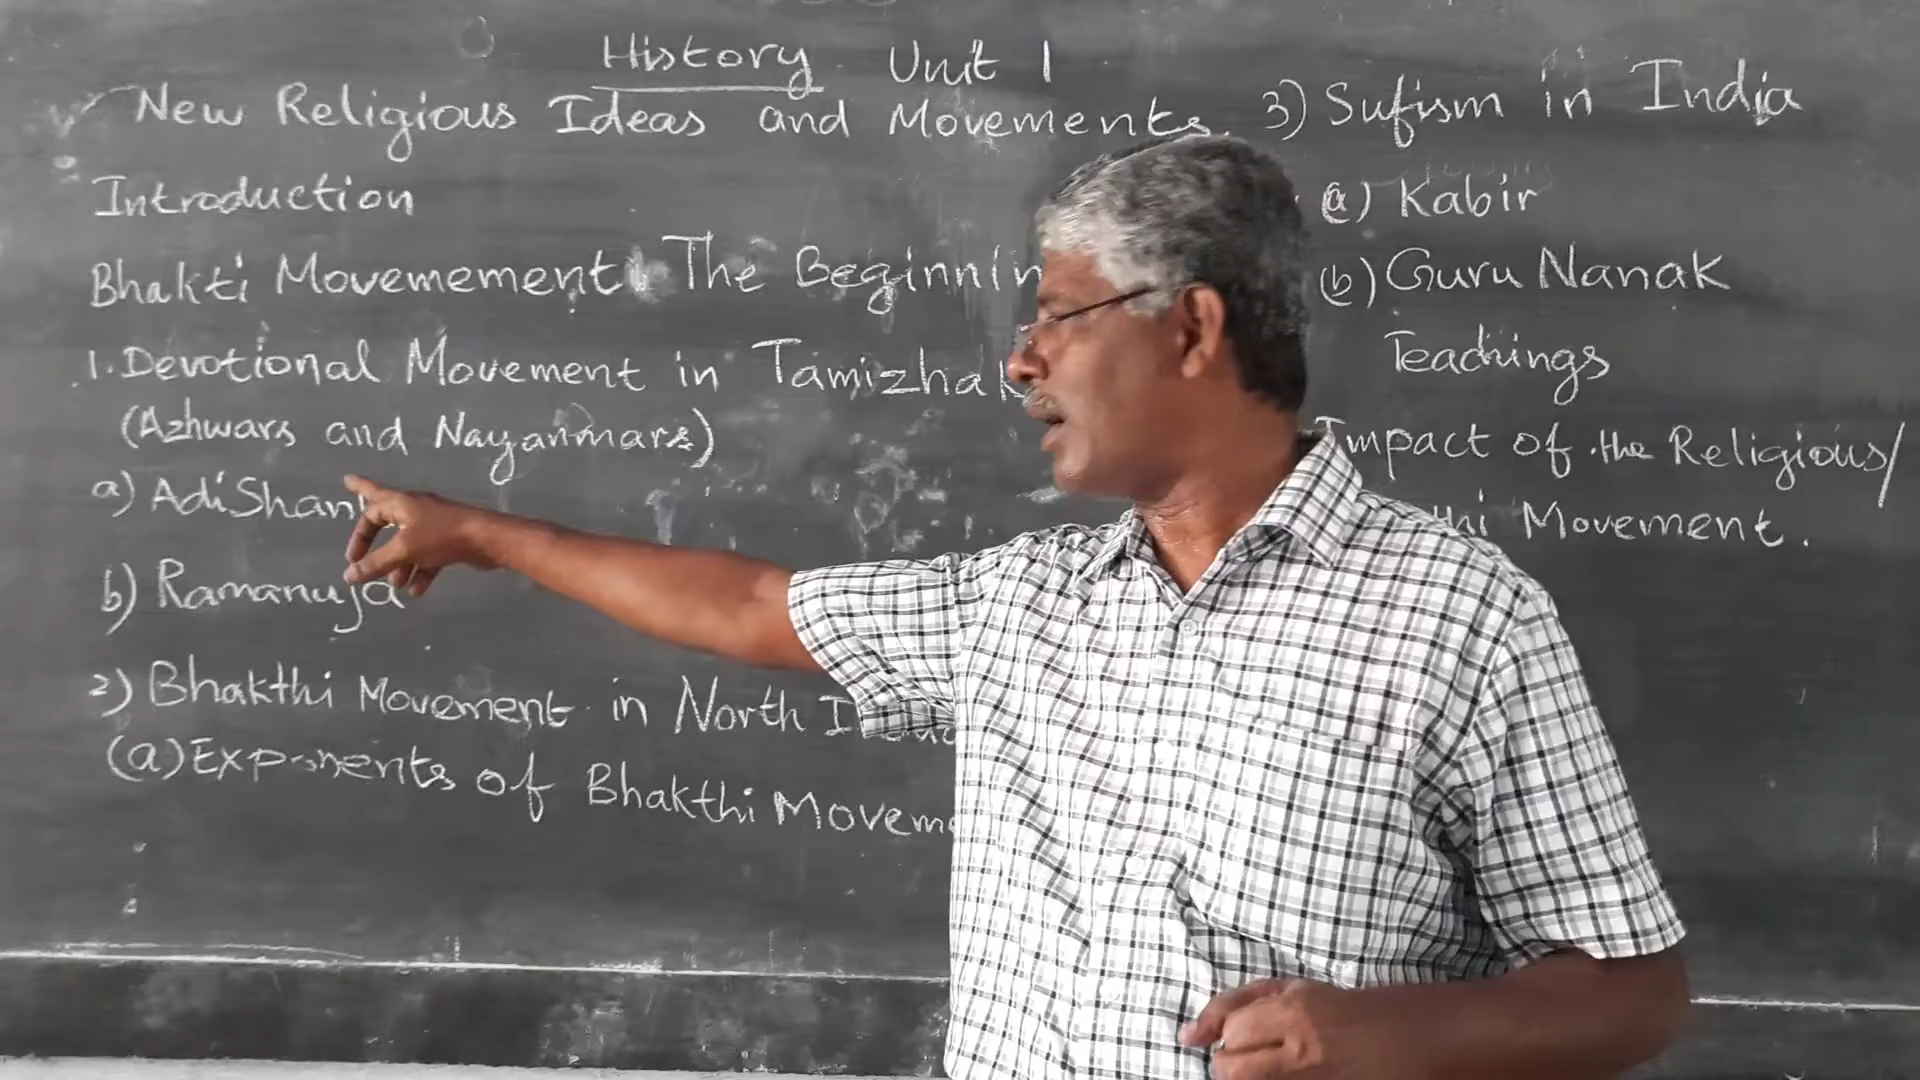 History Unit 1
New Religious Ideas and Movements.
Introduction
Bhakti Movemement: The Beginnin
1. Devotional Movement in Tamizhak
(Azhwars and Nayanmars)
a) AdiShan
b) Ramanuja
2) Bhakthi Movement in North
(a) Exponents of Bhakthi Movem
3) Sufism in India
(a) Kabir
(b) Guru Nanak
Teachings
Impact of the Religious/
thi Movement.